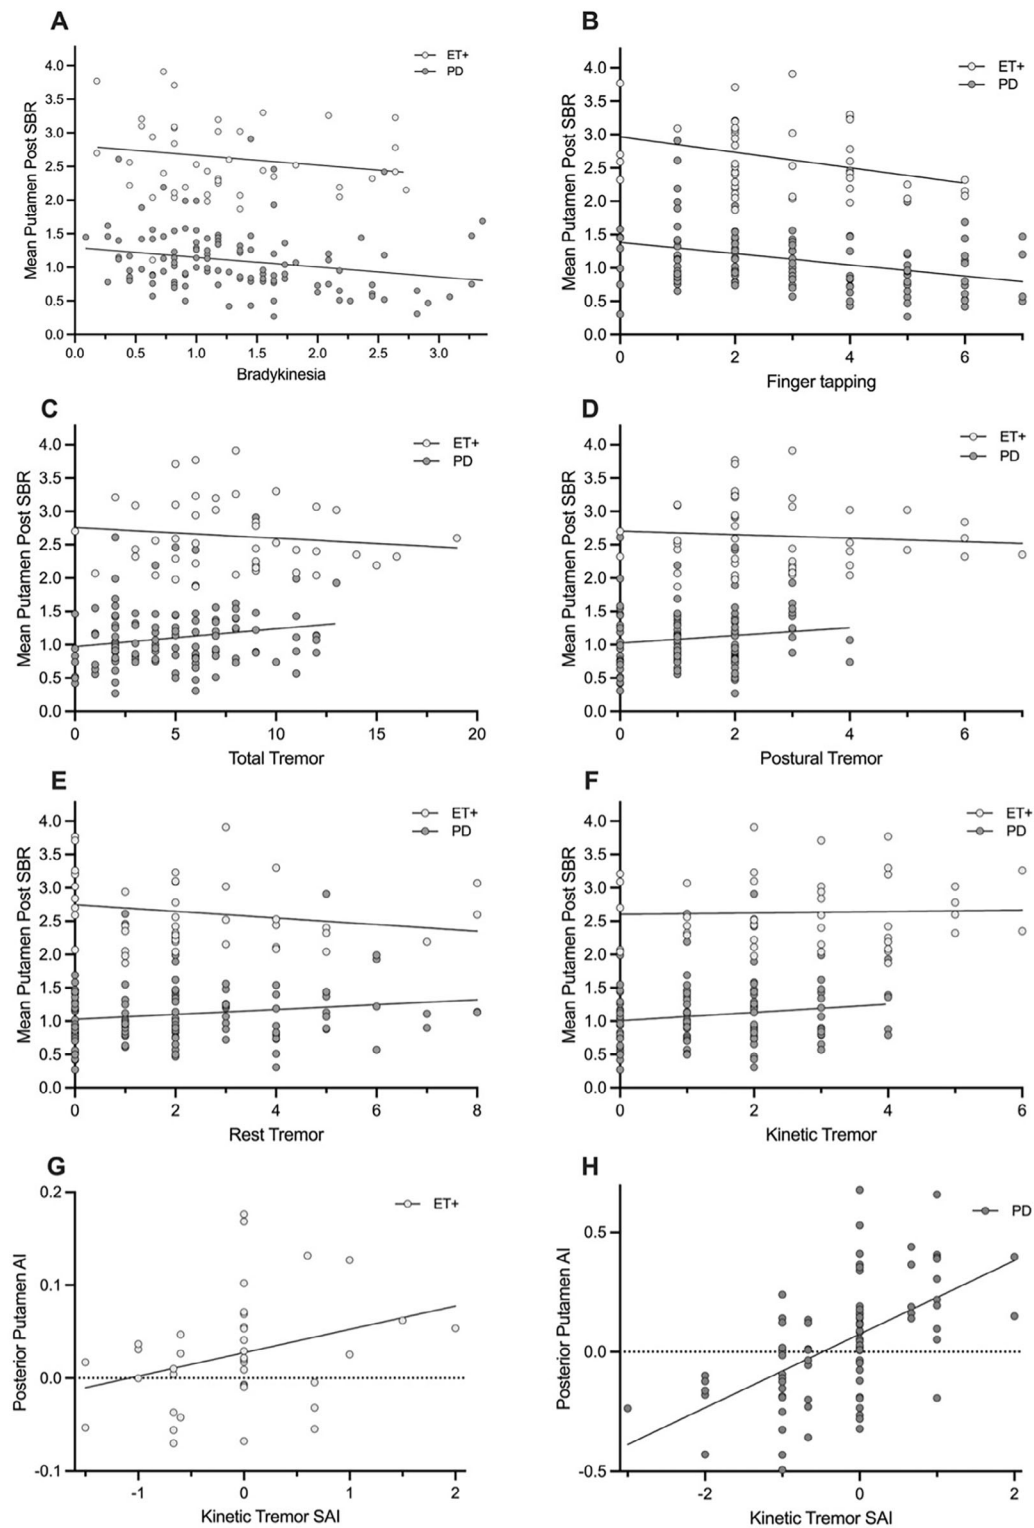 A
Mean Putamen Post SBR
4.0
3.5
3.0
2.5
2.0
1.5
1.0
0.5
0.0
0.0 0.5 1.0 1.5 2.0 2.5 3.0
Bradykinesia
ET+
PD
B
Mean Putamen Post SBR
4.0
3.5
3.0
2.5
2.0
1.5
1.0
0.5
0.0
0 2 4 6
Finger tapping
ET+
PD
C
Mean Putamen Post SBR
4.0
3.5
3.0
2.5
2.0
1.5
1.0
0.5
0.0
0 5 10 15 20
Total Tremor
ET+
PD
D
Mean Putamen Post SBR
4.0
3.5
3.0
2.5
2.0
1.5
1.0
0.5
0.0
0 2 4 6
Postural Tremor
ET+
PD
E
Mean Putamen Post SBR
4.0
3.5
3.0
2.5
2.0
1.5
1.0
0.5
0.0
0 2 4 6 8
Rest Tremor
ET+
PD
F
Mean Putamen Post SBR
4.0
3.5
3.0
2.5
2.0
1.5
1.0
0.5
0.0
0 2 4 6
Kinetic Tremor
ET+
PD
G
Posterior Putamen AI
0.2
0.1
0.0
-0.1
-1 0 1 2
Kinetic Tremor SAI
ET+
H
Posterior Putamen AI
0.5
0.0
-0.5
-2 0 2
Kinetic Tremor SAI
PD